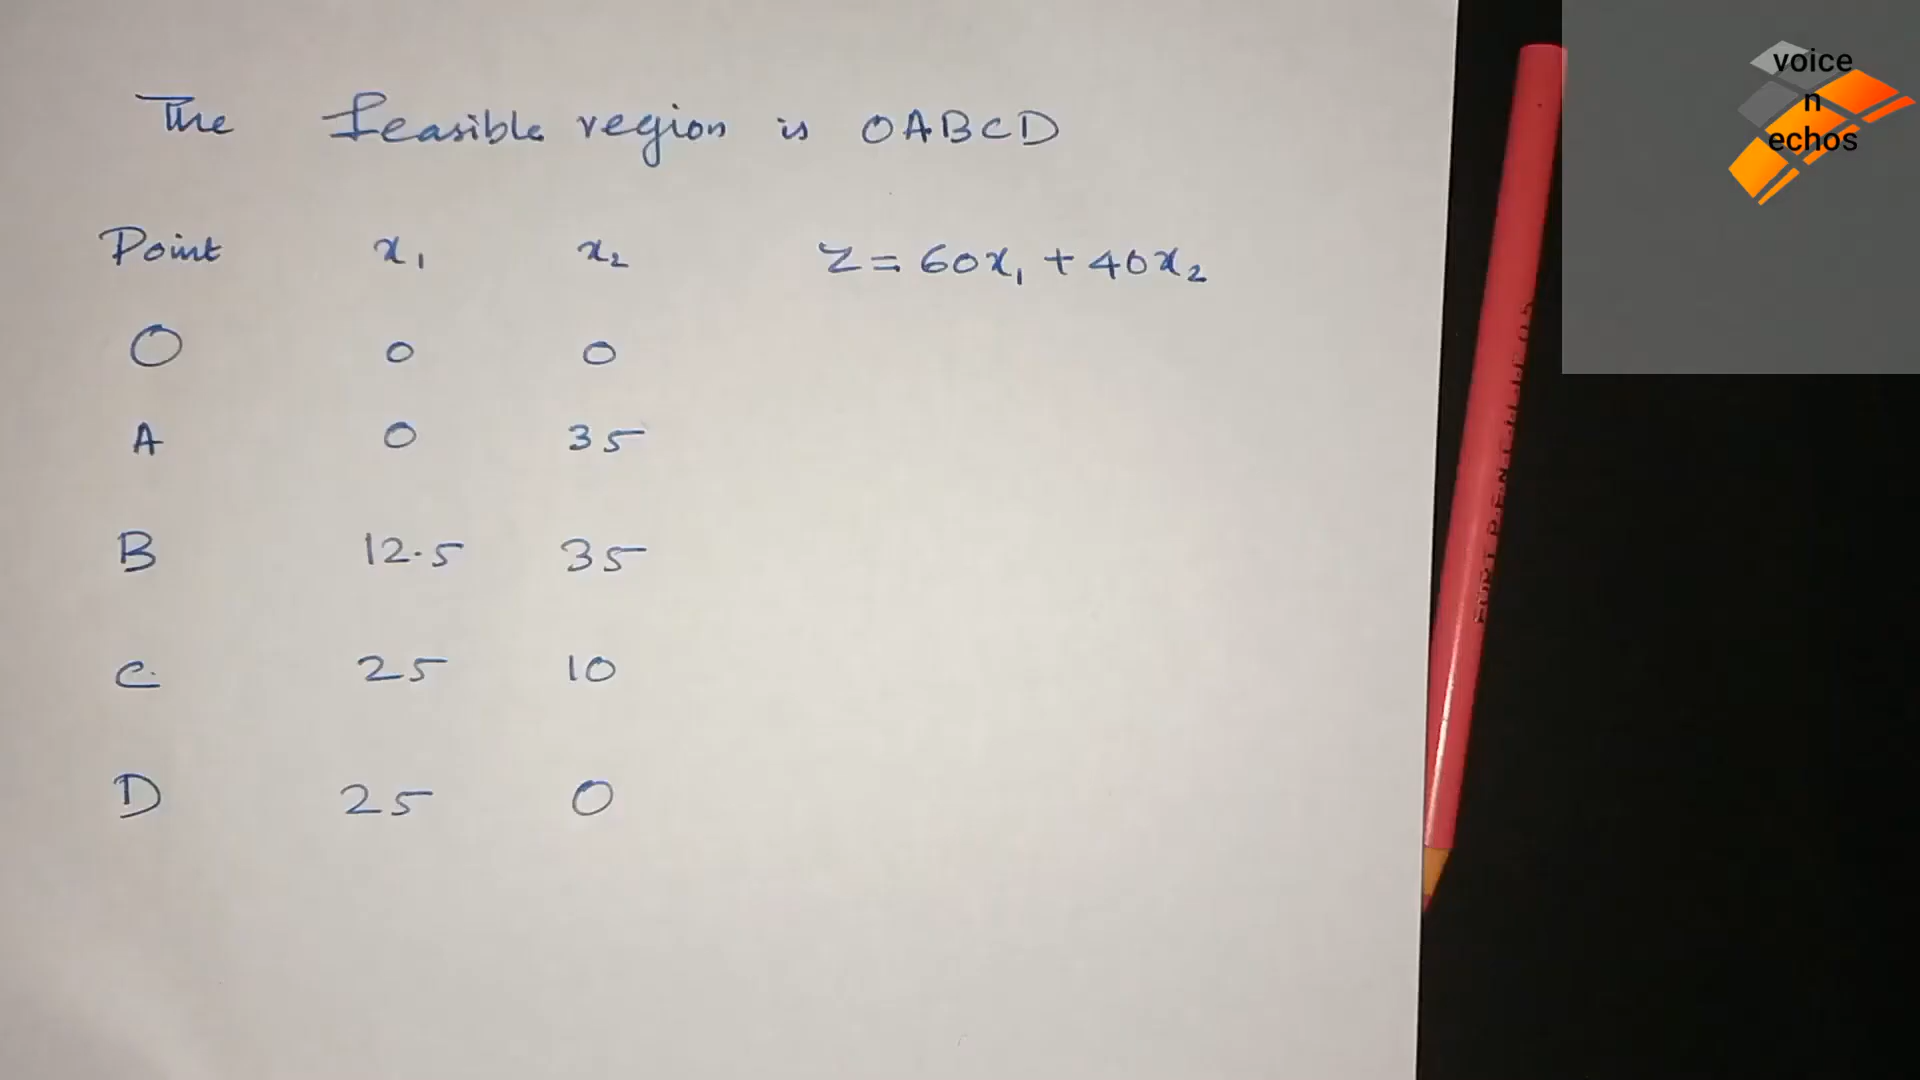 The feasible region is OABCD
Point x₁ x₂ Z = 60x₁ + 40x₂
O 0 0
A 0 35
B 12.5 35
C 25 10
D 25 0
voice
n
echos